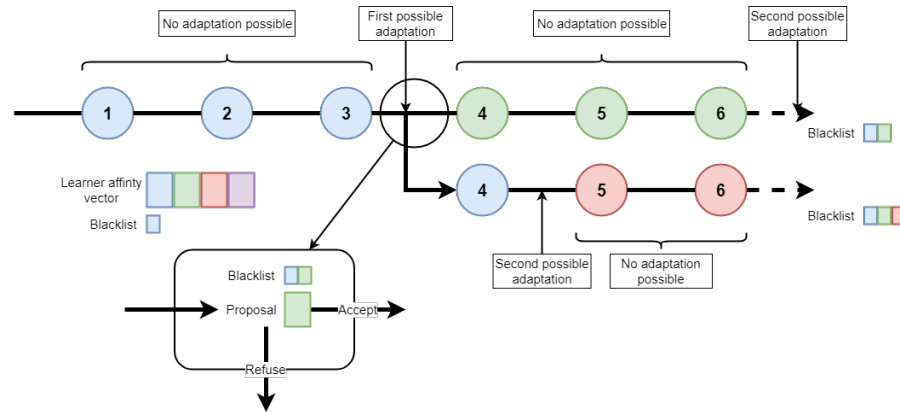 No adaptation possible
First possible
adaptation
No adaptation possible
Second possible
adaptation
1
2
3
4
5
6
Blacklist
Learner affinity
vector
Blacklist
4
5
6
Blacklist
Second possible
adaptation
No adaptation
possible
Blacklist
Proposal
Accept
Refuse